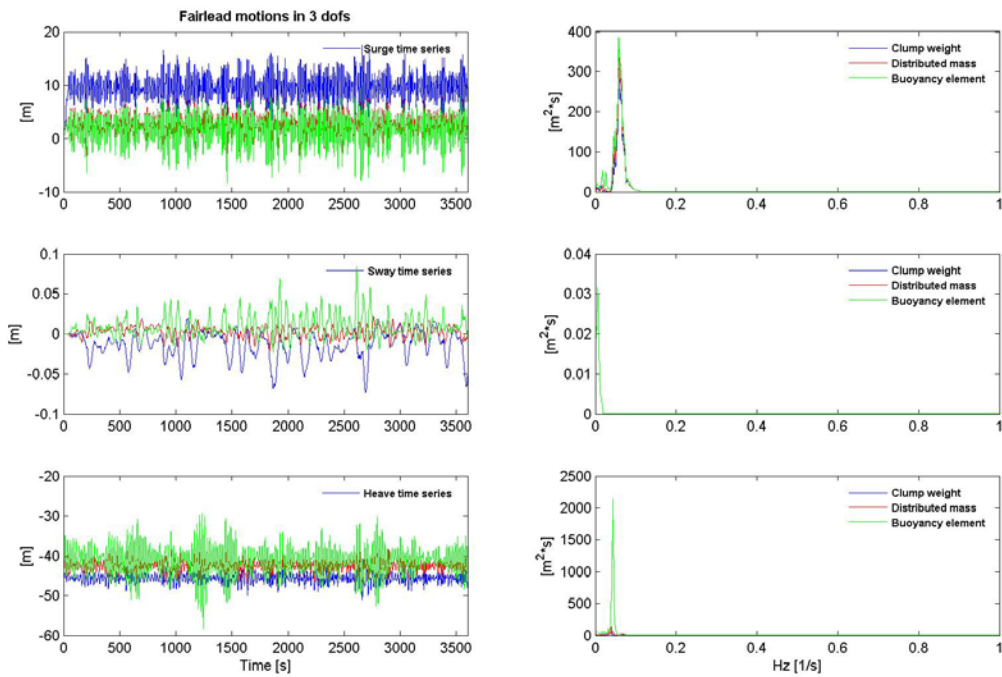 Fairlead motions in 3 dofs
20
10
0
-10
[m]
Surge time series
0 500 1000 1500 2000 2500 3000 3500
400
300
200
100
0
[m²*s]
Clump weight
Distributed mass
Buoyancy element
0 0.2 0.4 0.6 0.8 1
0.1
0.05
0
-0.05
-0.1
[m]
Sway time series
0 500 1000 1500 2000 2500 3000 3500
0.04
0.03
0.02
0.01
0
[m²*s]
Clump weight
Distributed mass
Buoyancy element
0 0.2 0.4 0.6 0.8 1
-20
-30
-40
-50
-60
[m]
Heave time series
0 500 1000 1500 2000 2500 3000 3500
Time [s]
2500
2000
1500
1000
500
0
[m²*s]
Clump weight
Distributed mass
Buoyancy element
0 0.2 0.4 0.6 0.8 1
Hz [1/s]